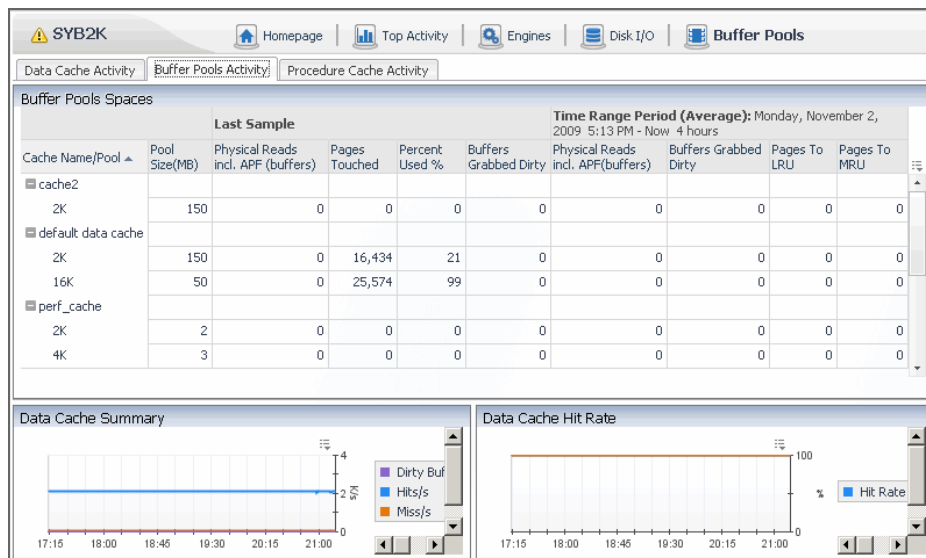 SYB2K Homepage Top Activity Engines Disk I/O Buffer Pools
Data Cache Activity Buffer Pools Activity Procedure Cache Activity
Buffer Pools Spaces
Last Sample
Time Range Period (Average): Monday, November 2,
2009 5:13 PM - Now 4 hours
Cache Name/Pool
Pool
Size(MB)
Physical Reads
incl. APF (buffers)
Pages
Touched
Percent
Used %
Buffers
Grabbed Dirty
Physical Reads
incl. APF(buffers)
Buffers Grabbed
Dirty
Pages To
LRU
Pages To
MRU
cache2
2K 150 0 0 0 0 0 0 0 0
default data cache
2K 150 0 16,434 21 0 0 0 0 0
16K 50 0 25,574 99 0 0 0 0 0
perf_cache
2K 2 0 0 0 0 0 0 0 0
4K 3 0 0 0 0 0 0 0 0
Data Cache Summary
4
2
0
K/s
17:15 18:00 18:45 19:30 20:15 21:00
Dirty Buf
Hits/s
Miss/s
Data Cache Hit Rate
100
0
%
17:15 18:00 18:45 19:30 20:15 21:00
Hit Rate